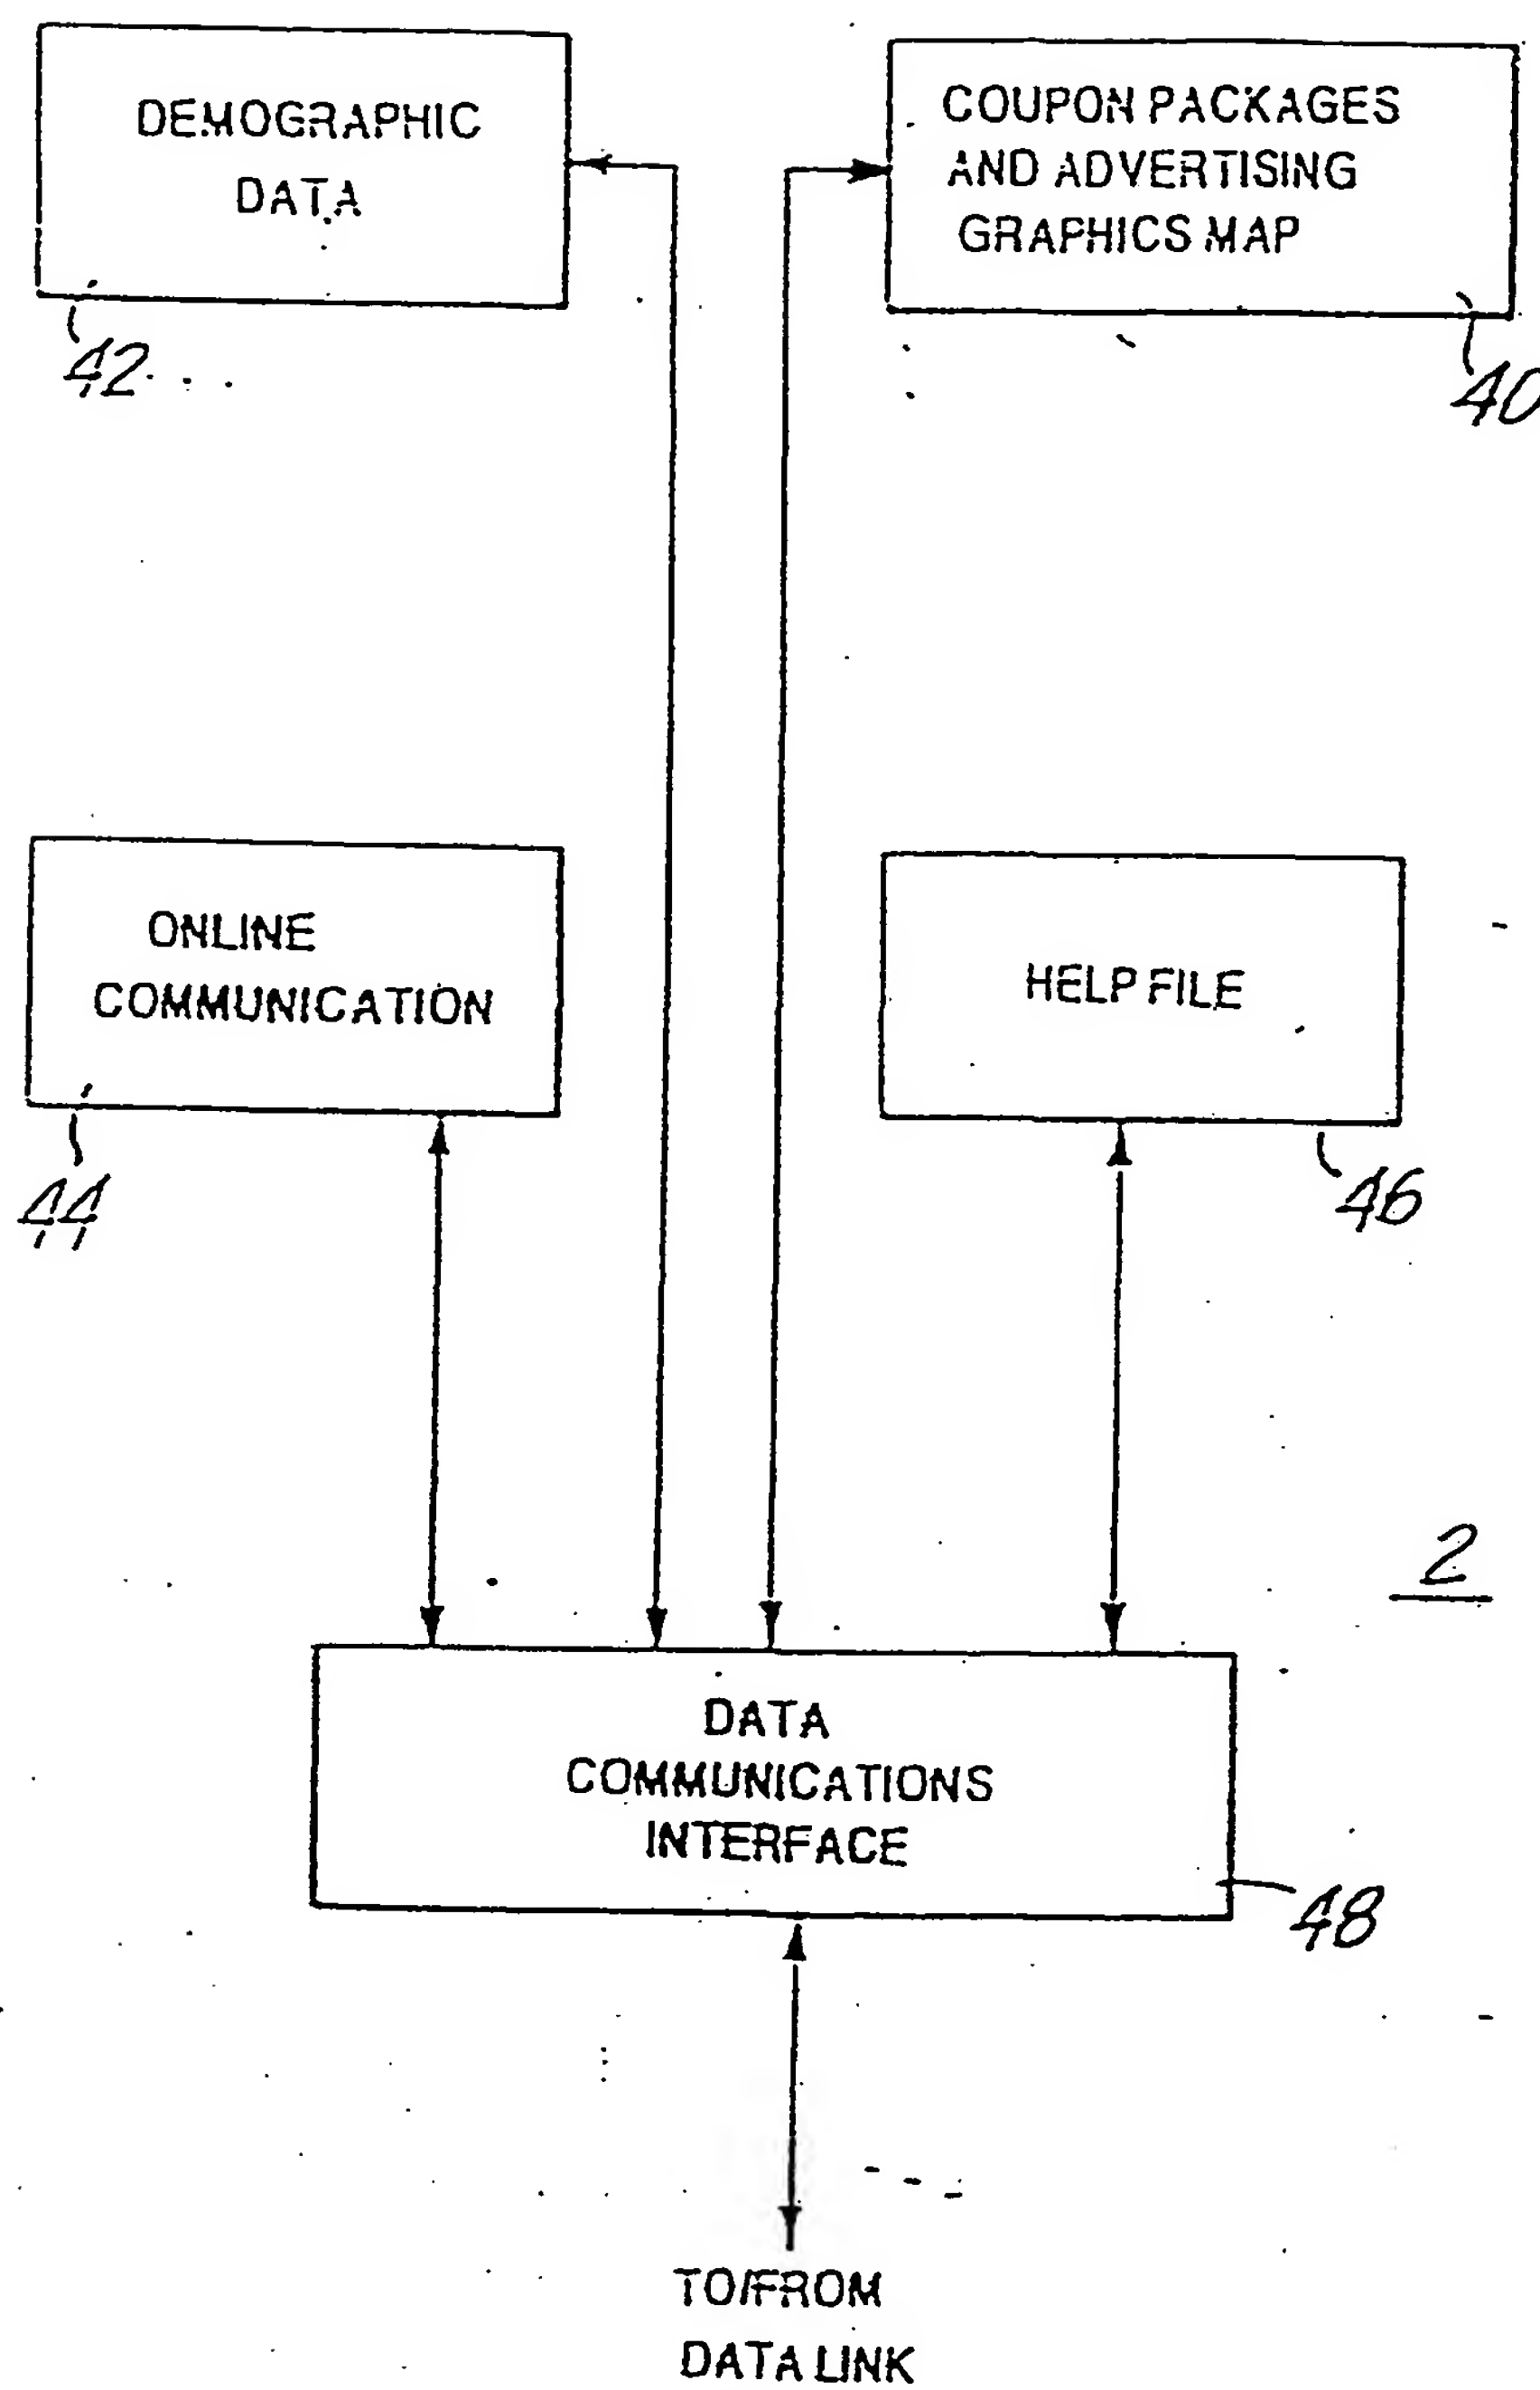 DEMOGRAPHIC
DATA
42
COUPON PACKAGES
AND ADVERTISING
GRAPHICS MAP
40
ONLINE
COMMUNICATION
44
HELP FILE
46
2
DATA
COMMUNICATIONS
INTERFACE
48
TO/FROM
DATA LINK